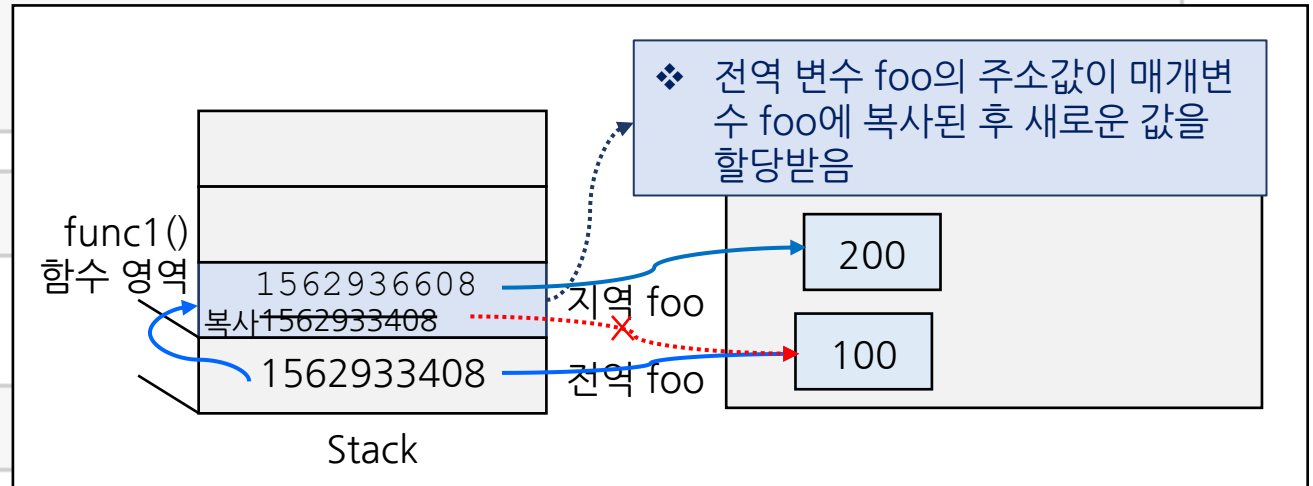 ❖ 전역 변수 foo의 주소값이 매개변
수 foo에 복사된 후 새로운 값을
할당받음
func1()
함수 영역
1562936608
복사1562933408
지역 foo
200
1562933408
전역 foo
100
Stack